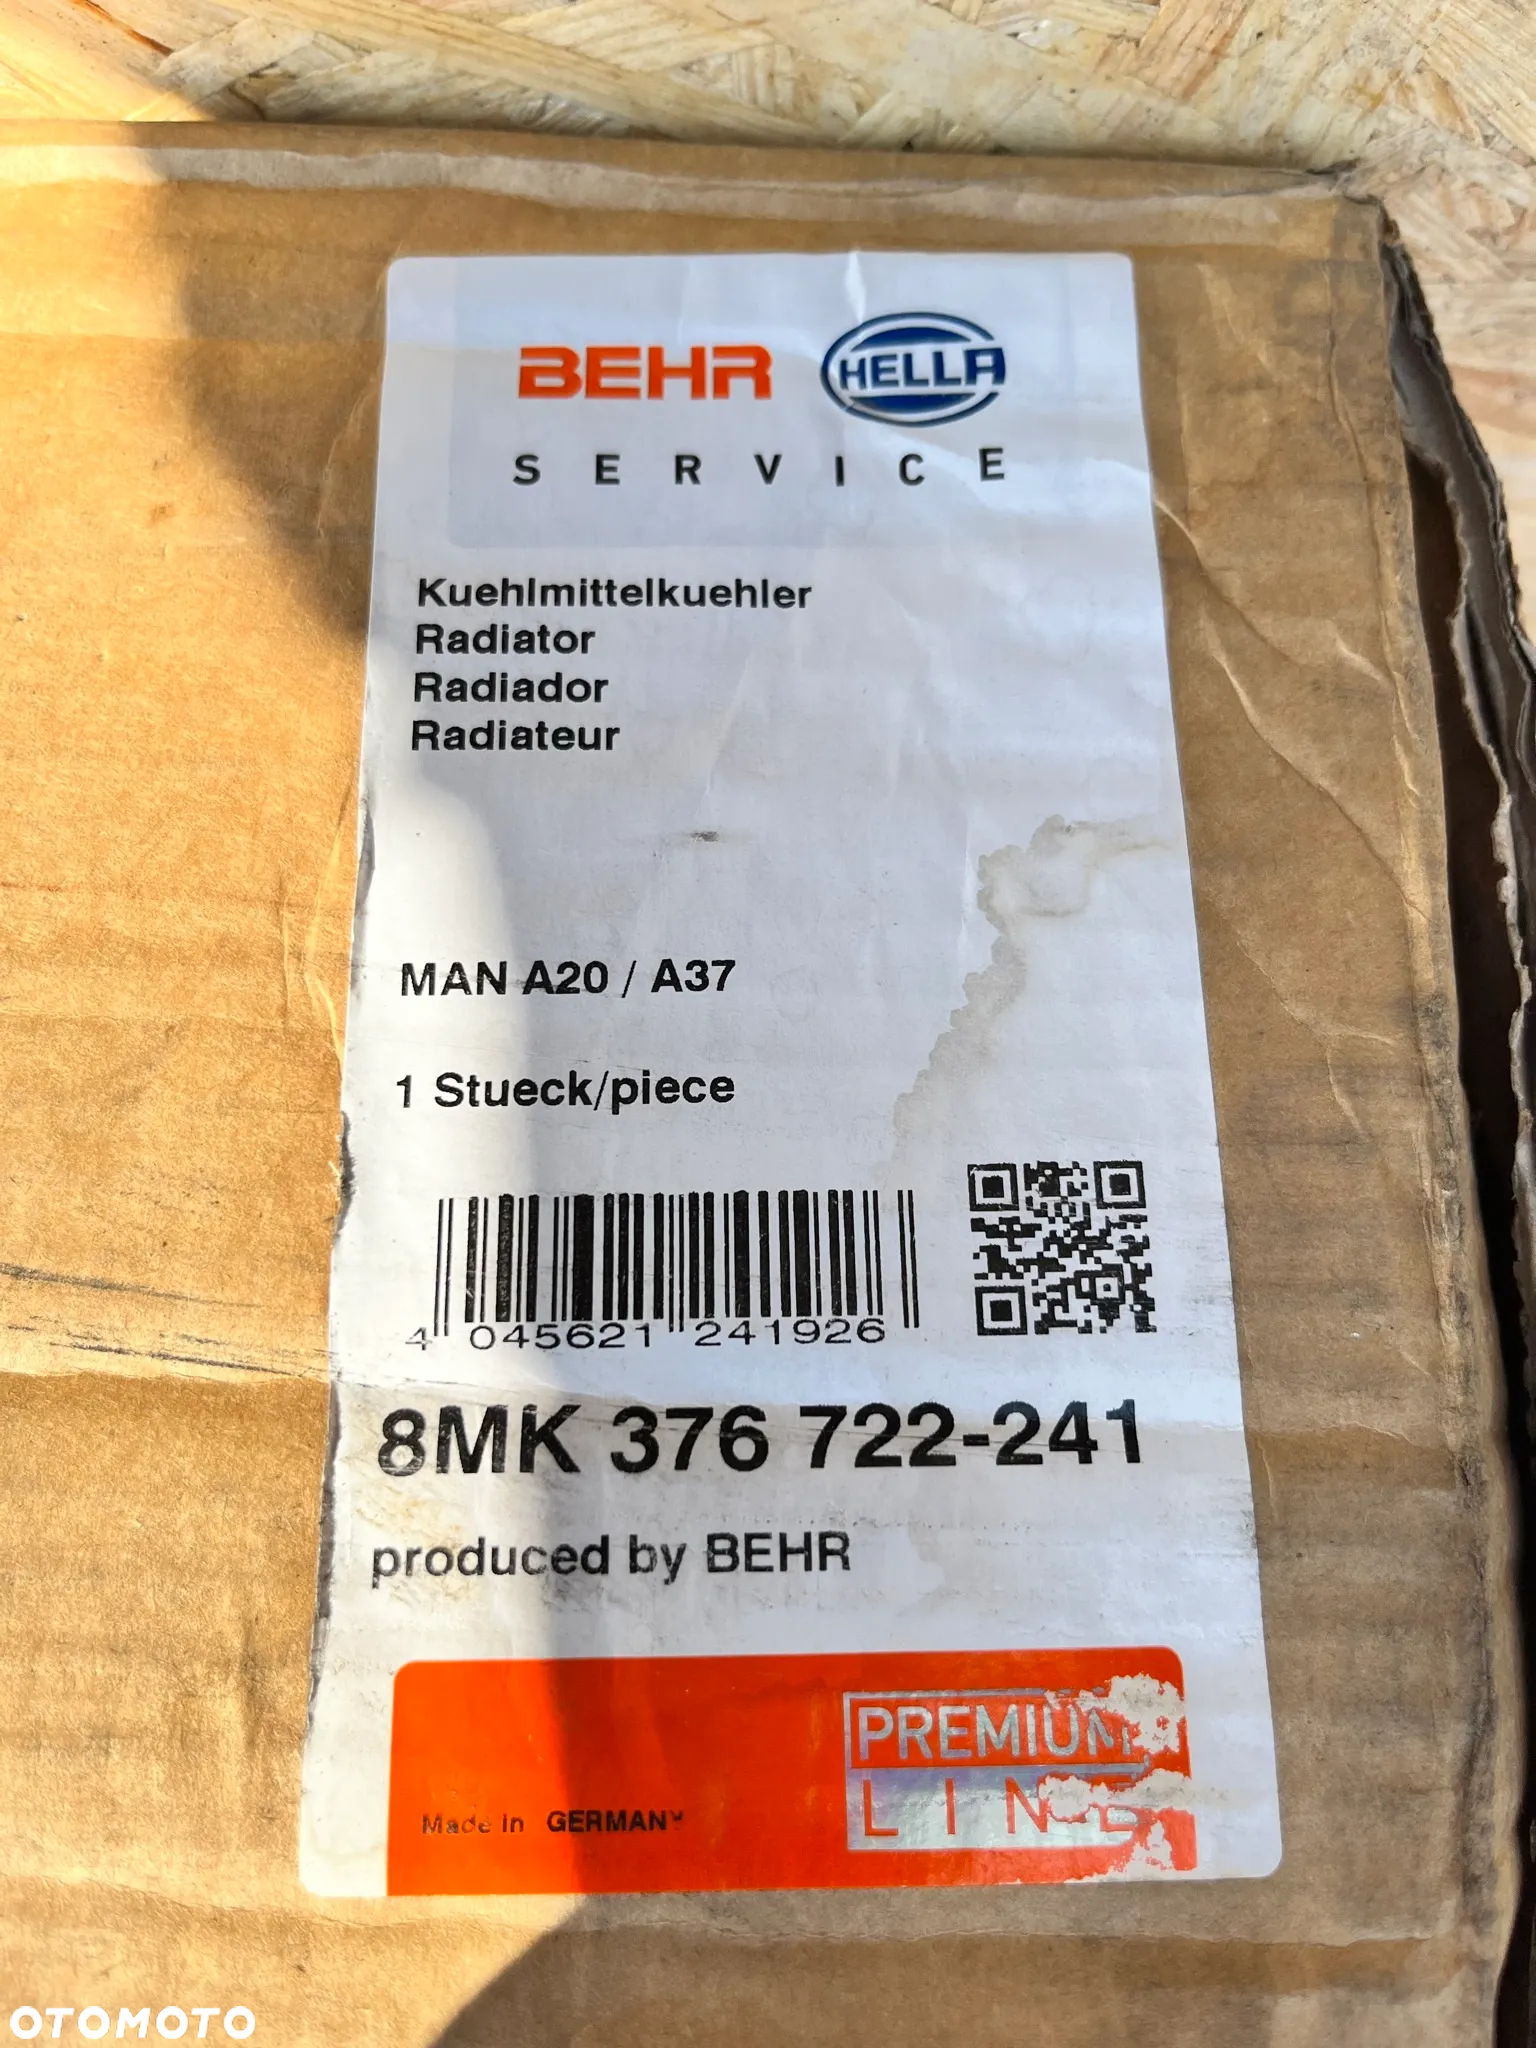 BEHR HELLA
SERVICE
Kuehlmittelkuehler
Radiator
Radiador
Radiateur
MAN A20 / A37
1 Stueck/piece
4 045621 241926
8MK 376 722-241
produced by BEHR
PREMIUM
LINE
Made in GERMANY
OTOMOTO